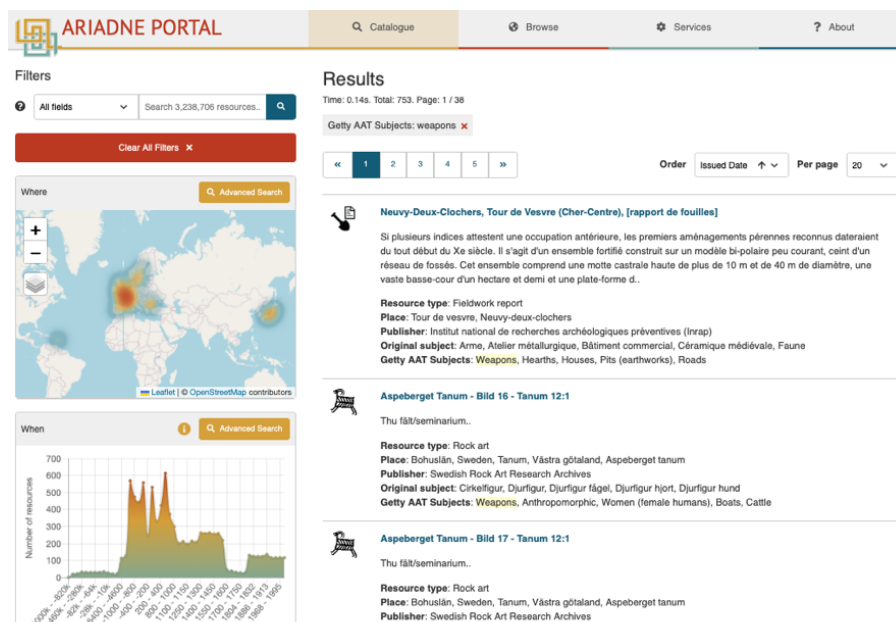 ARIADNE PORTAL
Catalogue
Browse
Services
? About
Filters
All fields
Search 3,238,706 resources..
Clear All Filters ×
Where
Advanced Search
+
−
Leaflet | © OpenStreetMap contributors
When
Advanced Search
Number of resources
700
600
500
400
300
200
100
0
Results
Time: 0.14s. Total: 753. Page: 1 / 38
Getty AAT Subjects: weapons ×
« 1 2 3 4 5 »
Order Issued Date Per page 20
Neuvy-Deux-Clochers, Tour de Vesvre (Cher-Centre), [rapport de fouilles]
Si plusieurs indices attestent une occupation antérieure, les premiers aménagements pérennes reconnus dateraient
du tout début du Xe siècle. Il s'agit d'un ensemble fortifié construit sur un modèle bi-polaire peu courant, ceint d'un
réseau de fossés. Cet ensemble comprend une motte castrale haute de plus de 10 m et de 40 m de diamètre, une
vaste basse-cour d'un hectare et demi et une plate-forme d..
Resource type: Fieldwork report
Place: Tour de vesvre, Neuvy-deux-clochers
Publisher: Institut national de recherches archéologiques préventives (Inrap)
Original subject: Arme, Atelier métallurgique, Bâtiment commercial, Céramique médiévale, Faune
Getty AAT Subjects: Weapons, Hearths, Houses, Pits (earthworks), Roads
Aspeberget Tanum - Bild 16 - Tanum 12:1
Thu fält/seminarium..
Resource type: Rock art
Place: Bohuslän, Sweden, Tanum, Västra götaland, Aspeberget tanum
Publisher: Swedish Rock Art Research Archives
Original subject: Cirkelfigur, Djurfigur, Djurfigur fågel, Djurfigur hjort, Djurfigur hund
Getty AAT Subjects: Weapons, Anthropomorphic, Women (female humans), Boats, Cattle
Aspeberget Tanum - Bild 17 - Tanum 12:1
Thu fält/seminarium..
Resource type: Rock art
Place: Bohuslän, Sweden, Tanum, Västra götaland, Aspeberget tanum
Publisher: Swedish Rock Art Research Archives